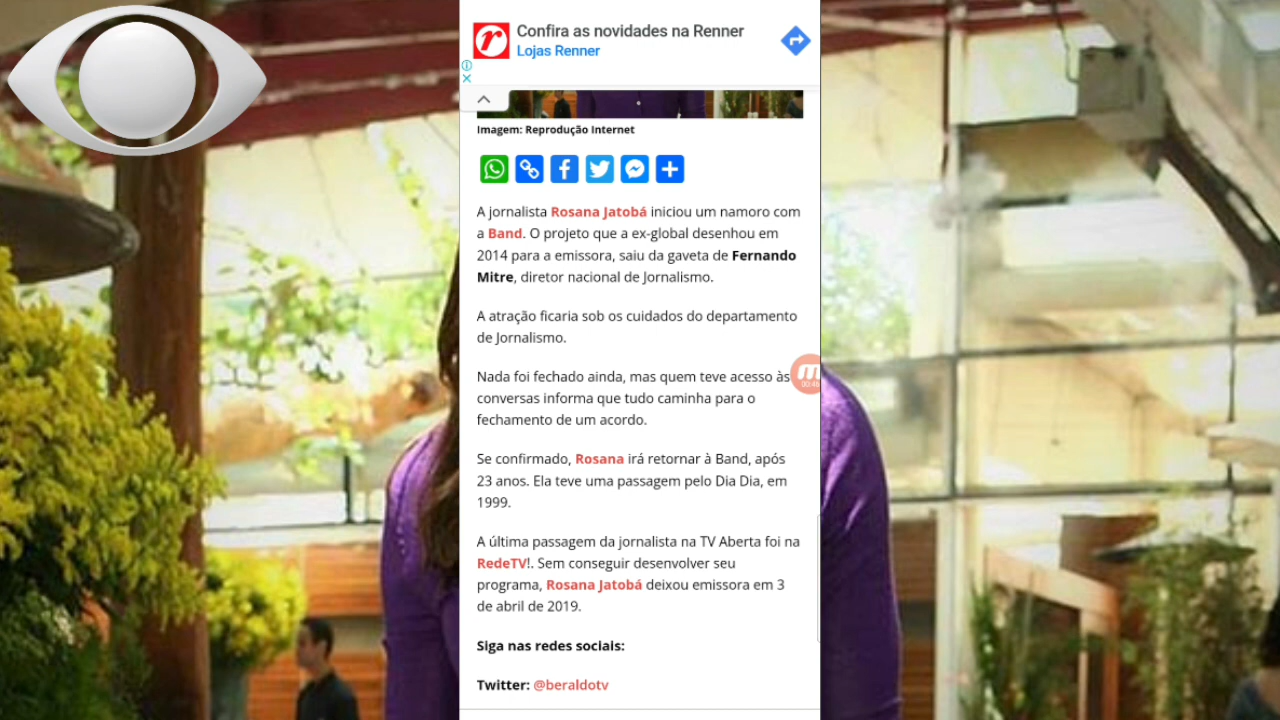 Confira as novidades na Renner
Lojas Renner
Imagem: Reprodução Internet
A jornalista Rosana Jatobá iniciou um namoro com
a Band. O projeto que a ex-global desenhou em
2014 para a emissora, saiu da gaveta de Fernando
Mitre, diretor nacional de Jornalismo.
A atração ficaria sob os cuidados do departamento
de Jornalismo.
Nada foi fechado ainda, mas quem teve acesso às
conversas informa que tudo caminha para o
fechamento de um acordo.
Se confirmado, Rosana irá retornar à Band, após
23 anos. Ela teve uma passagem pelo Dia Dia, em
1999.
A última passagem da jornalista na TV Aberta foi na
RedeTV!. Sem conseguir desenvolver seu
programa, Rosana Jatobá deixou emissora em 3
de abril de 2019.
Siga nas redes sociais:
Twitter: @beraldotv